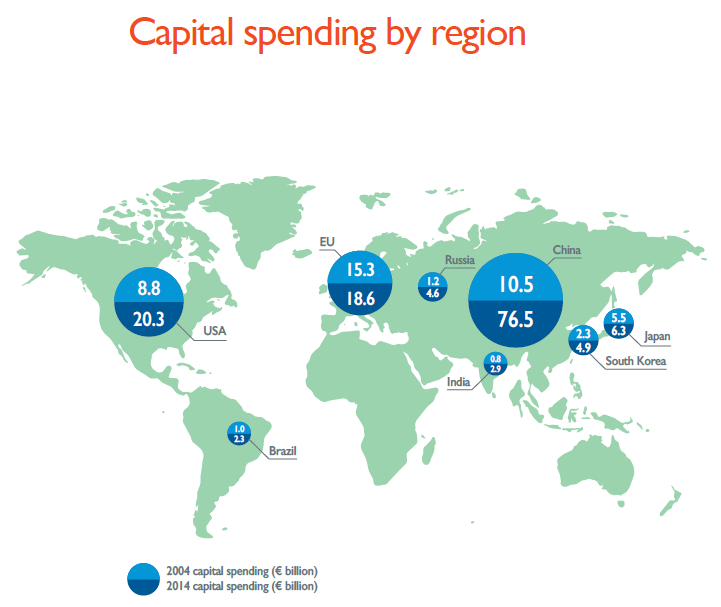 Capital spending by region
EU
15.3
18.6
Russia
1.2
4.6
China
10.5
76.5
8.8
20.3
USA
5.5
6.3
Japan
2.3
4.9
South Korea
0.8
2.9
India
1.0
2.3
Brazil
2004 capital spending (€ billion)
2014 capital spending (€ billion)